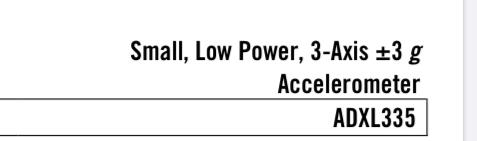 Small, Low Power, 3-Axis ±3 g
Accelerometer
ADXL335